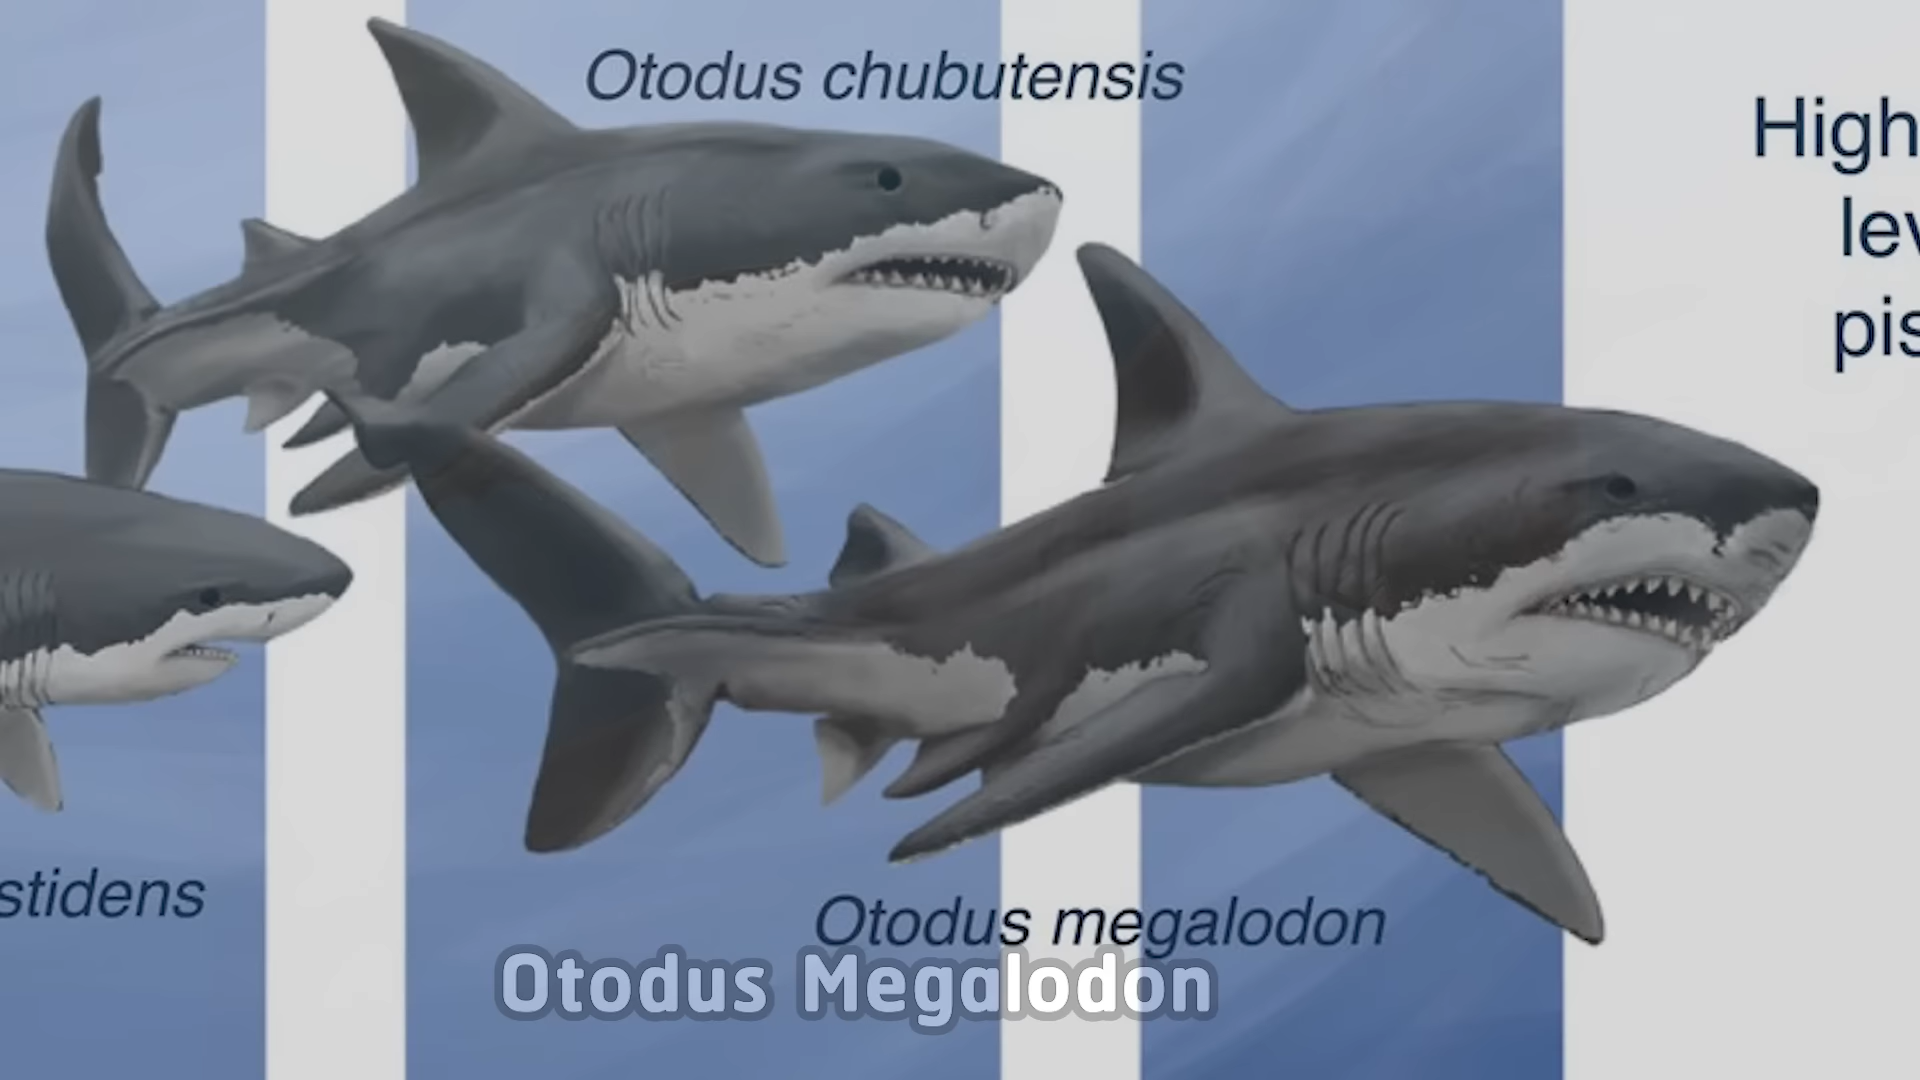 Otodus chubutensis
High
lev
pis
stidens
Otodus megalodon
Otodus Megalodon